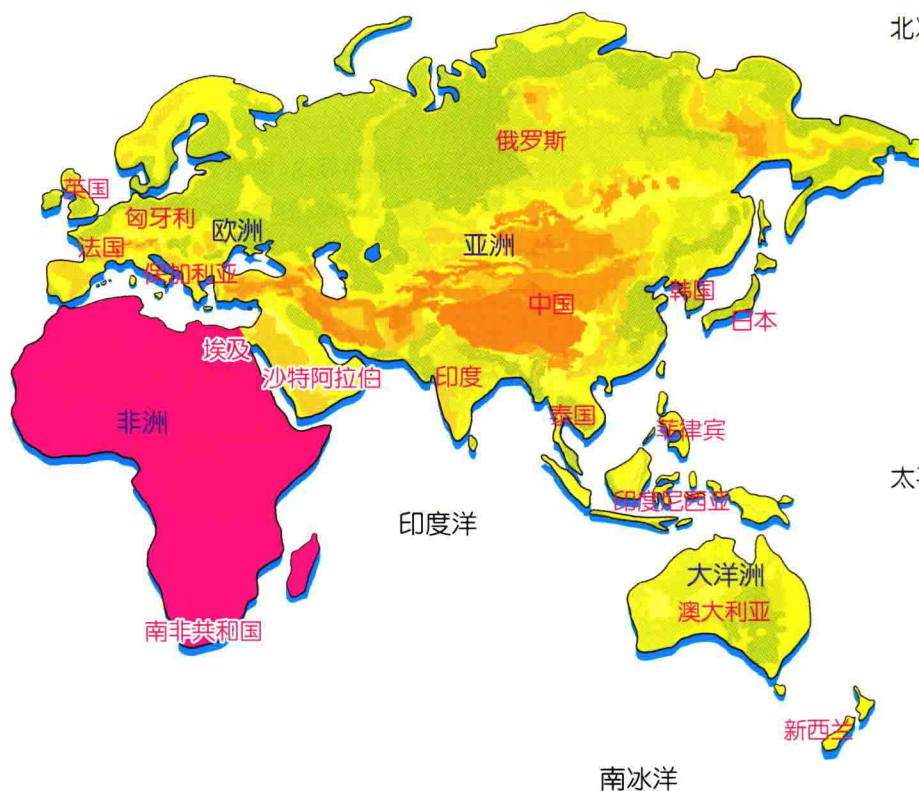 北冰
俄罗斯
英国
匈牙利
欧洲
法国
保加利亚
亚洲
中国
韩国
日本
埃及
沙特阿拉伯
印度
泰国
菲律宾
非洲
太平
印度尼西亚
印度洋
大洋洲
澳大利亚
南非共和国
新西兰
南冰洋